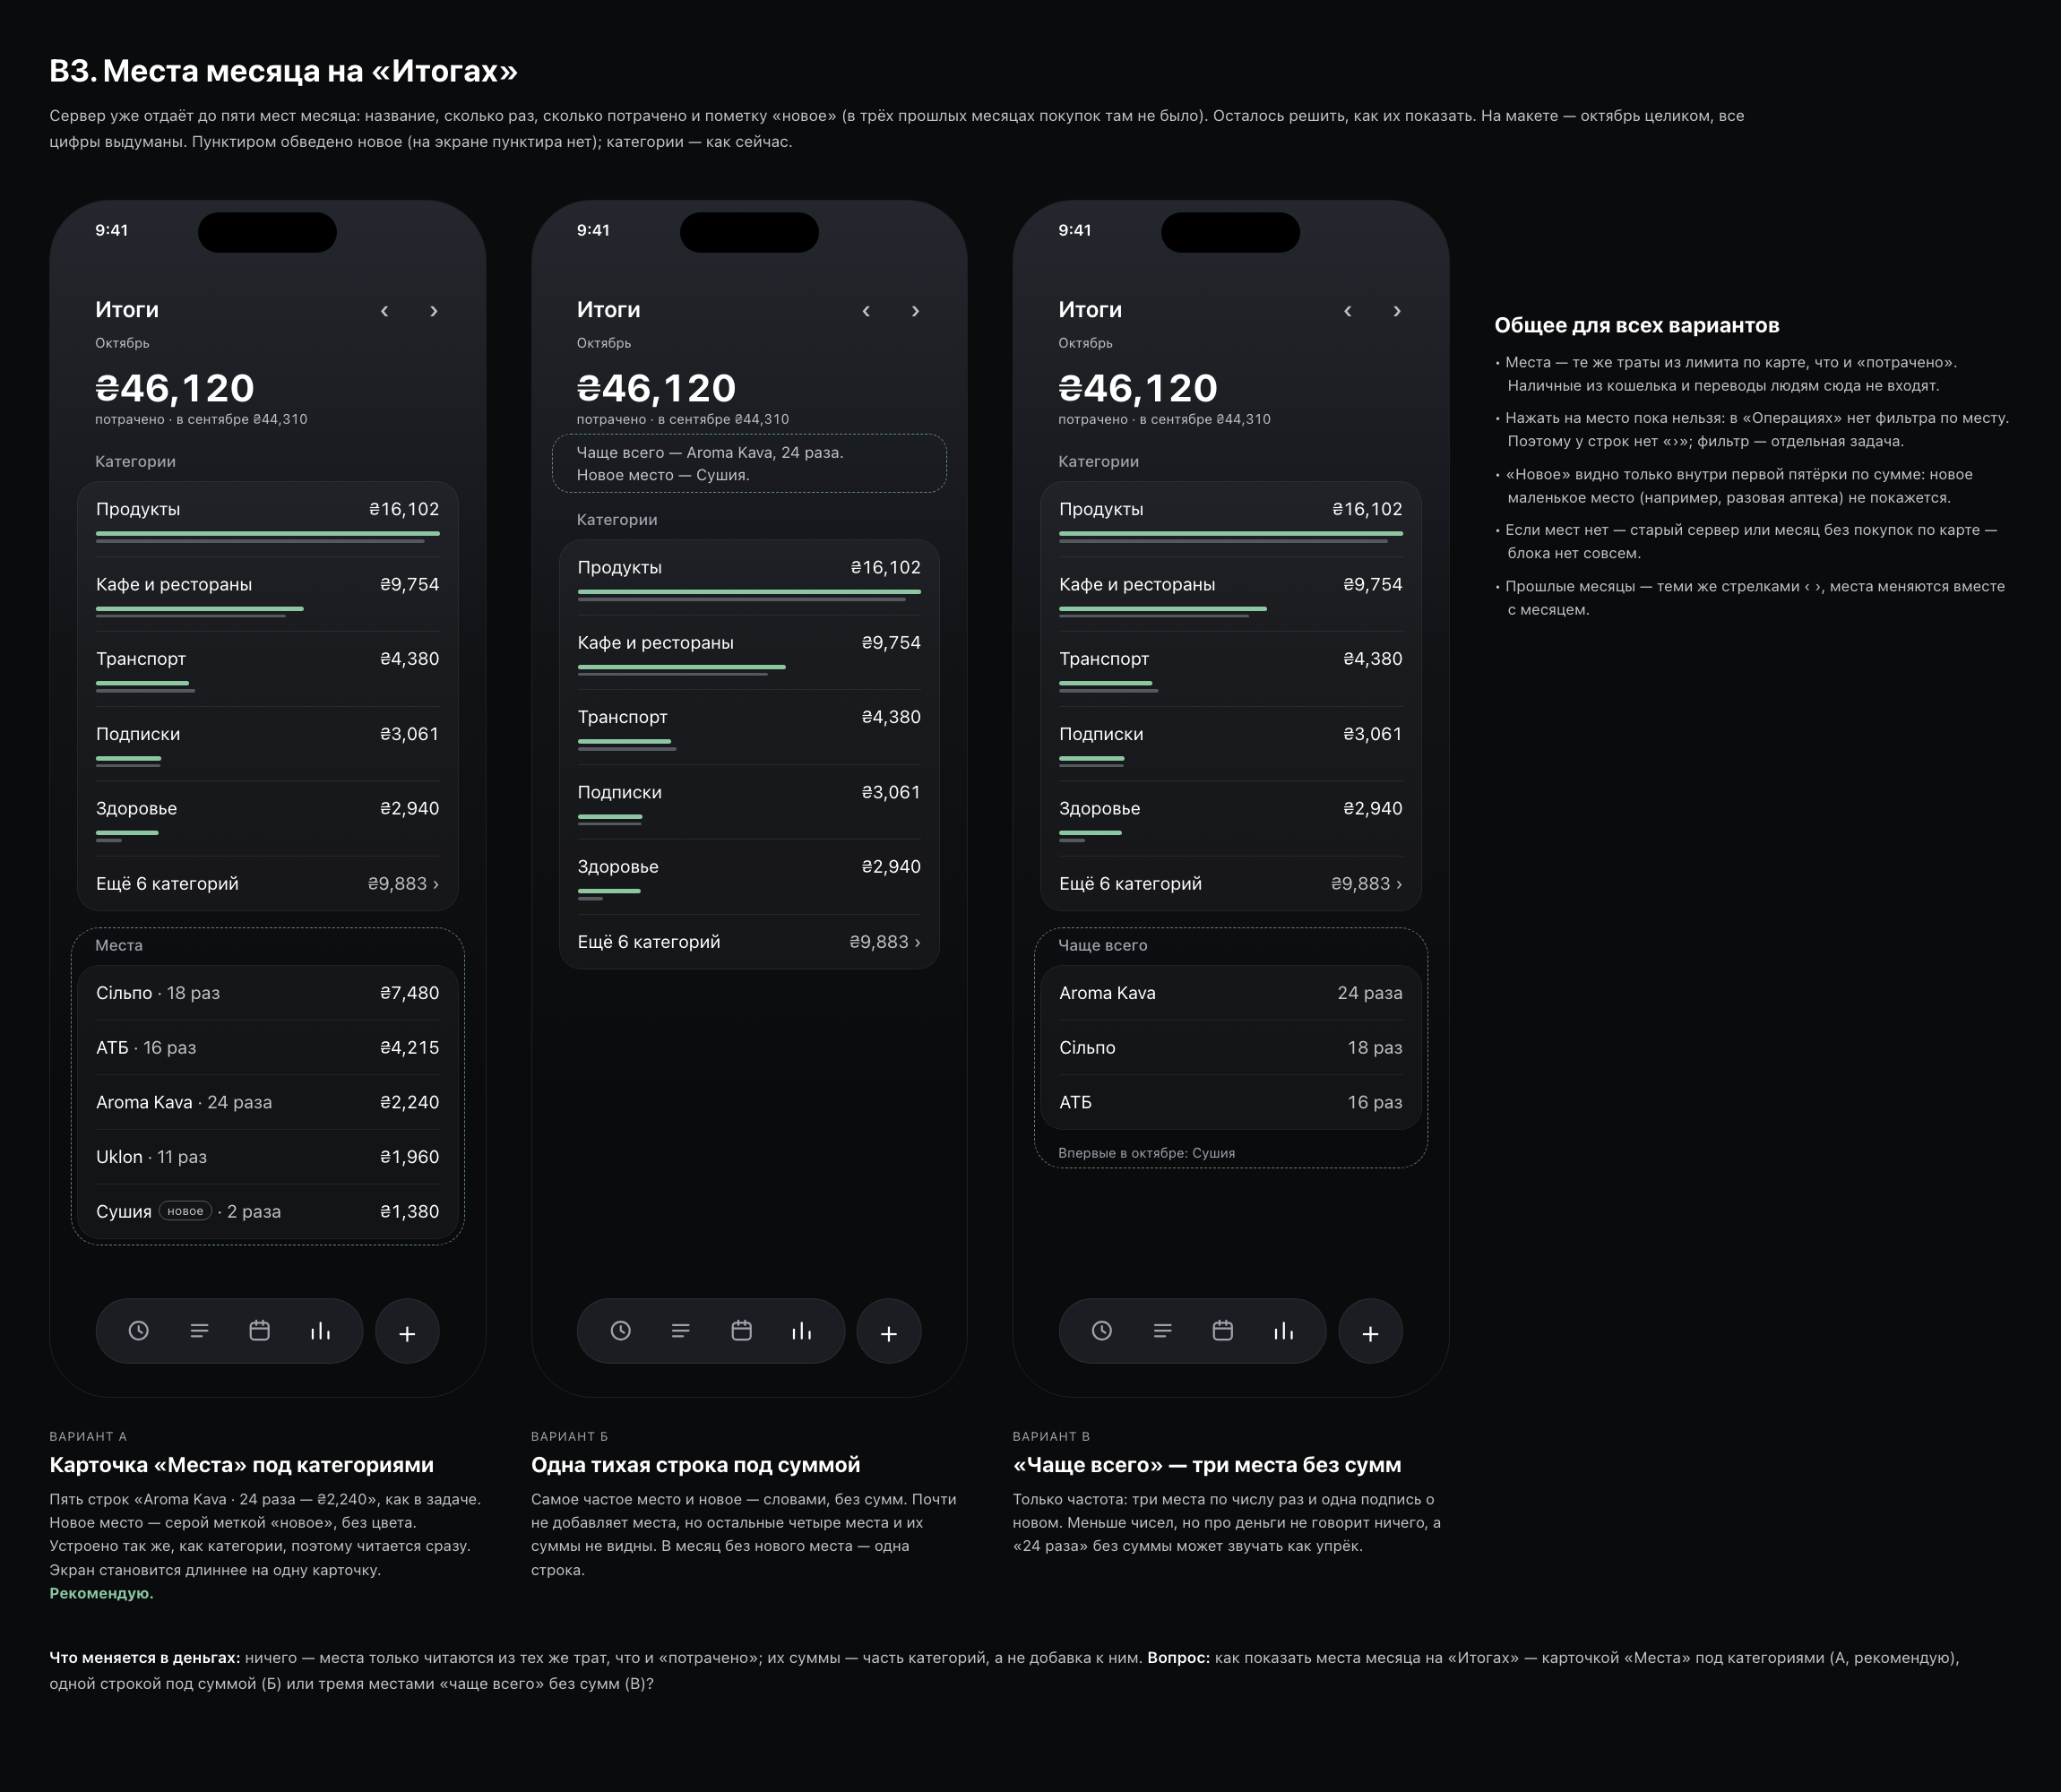 В3. Места месяца на «Итогах»
Сервер уже отдаёт до пяти мест месяца: название, сколько раз, сколько потрачено и пометку «новое» (в трёх прошлых месяцах покупок там не было). Осталось решить, как их показать. На макете — октябрь целиком, все
цифры выдуманы. Пунктиром обведено новое (на экране пунктира нет); категории — как сейчас.
9:41
Итоги ‹ ›
Октябрь
₴46,120
потрачено · в сентябре ₴44,310
Категории
Продукты ₴16,102
Кафе и рестораны ₴9,754
Транспорт ₴4,380
Подписки ₴3,061
Здоровье ₴2,940
Ещё 6 категорий ₴9,883 ›
Места
Сільпо · 18 раз ₴7,480
АТБ · 16 раз ₴4,215
Aroma Kava · 24 раза ₴2,240
Uklon · 11 раз ₴1,960
Сушия новое · 2 раза ₴1,380
+
ВАРИАНТ А
Карточка «Места» под категориями
Пять строк «Aroma Kava · 24 раза — ₴2,240», как в задаче.
Новое место — серой меткой «новое», без цвета.
Устроено так же, как категории, поэтому читается сразу.
Экран становится длиннее на одну карточку.
Рекомендую.
9:41
Итоги ‹ ›
Октябрь
₴46,120
потрачено · в сентябре ₴44,310
Чаще всего — Aroma Kava, 24 раза.
Новое место — Сушия.
Категории
Продукты ₴16,102
Кафе и рестораны ₴9,754
Транспорт ₴4,380
Подписки ₴3,061
Здоровье ₴2,940
Ещё 6 категорий ₴9,883 ›
+
ВАРИАНТ Б
Одна тихая строка под суммой
Самое частое место и новое — словами, без сумм. Почти
не добавляет места, но остальные четыре места и их
суммы не видны. В месяц без нового места — одна
строка.
9:41
Итоги ‹ ›
Октябрь
₴46,120
потрачено · в сентябре ₴44,310
Категории
Продукты ₴16,102
Кафе и рестораны ₴9,754
Транспорт ₴4,380
Подписки ₴3,061
Здоровье ₴2,940
Ещё 6 категорий ₴9,883 ›
Чаще всего
Aroma Kava 24 раза
Сільпо 18 раз
АТБ 16 раз
Впервые в октябре: Сушия
+
ВАРИАНТ В
«Чаще всего» — три места без сумм
Только частота: три места по числу раз и одна подпись о
новом. Меньше чисел, но про деньги не говорит ничего, а
«24 раза» без суммы может звучать как упрёк.
Общее для всех вариантов
· Места — те же траты из лимита по карте, что и «потрачено».
Наличные из кошелька и переводы людям сюда не входят.
· Нажать на место пока нельзя: в «Операциях» нет фильтра по месту.
Поэтому у строк нет «›»; фильтр — отдельная задача.
· «Новое» видно только внутри первой пятёрки по сумме: новое
маленькое место (например, разовая аптека) не покажется.
· Если мест нет — старый сервер или месяц без покупок по карте —
блока нет совсем.
· Прошлые месяцы — теми же стрелками ‹ ›, места меняются вместе
с месяцем.
Что меняется в деньгах: ничего — места только читаются из тех же трат, что и «потрачено»; их суммы — часть категорий, а не добавка к ним. Вопрос: как показать места месяца на «Итогах» — карточкой «Места» под категориями (А, рекомендую),
одной строкой под суммой (Б) или тремя местами «чаще всего» без сумм (В)?